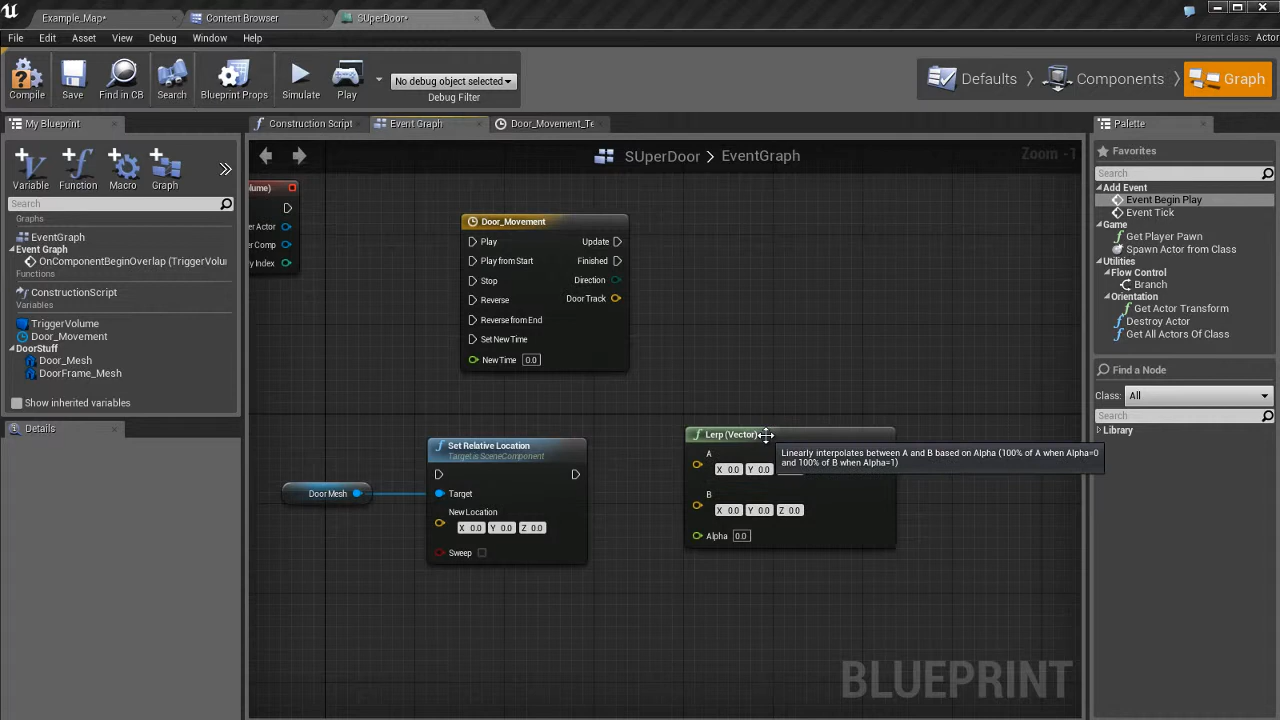 Example_Map*
Content Browser
SUperDoor*
File Edit Asset View Debug Window Help
Parent class: Actor
Compile
Save
Find in CB
Search
Blueprint Props
Simulate
Play
No debug object selected
Debug Filter
Defaults
Components
Graph
My Blueprint
Variable
Function
Macro
Graph
Search
Graphs
EventGraph
Event Graph
OnComponentBeginOverlap (TriggerVolu
Functions
ConstructionScript
Variables
TriggerVolume
Door_Movement
DoorStuff
Door_Mesh
DoorFrame_Mesh
Show inherited variables
Details
Construction Script
Event Graph
Door_Movement_Te
SUperDoor > EventGraph
Zoom -1
lume)
er Actor
er Comp
y Index
Door_Movement
Play Update
Play from Start Finished
Stop Direction
Reverse Door Track
Reverse from End
Set New Time
New Time 0.0
Door Mesh
Set Relative Location
Target is SceneComponent
Target
New Location
X 0.0 Y 0.0 Z 0.0
Sweep
Lerp (Vector)
A
X 0.0 Y 0.0
B
X 0.0 Y 0.0 Z 0.0
Alpha 0.0
Linearly interpolates between A and B based on Alpha (100% of A when Alpha=0
and 100% of B when Alpha=1)
BLUEPRINT
Palette
Favorites
Search
Add Event
Event Begin Play
Event Tick
Game
Get Player Pawn
Spawn Actor from Class
Utilities
Flow Control
Branch
Orientation
Get Actor Transform
Destroy Actor
Get All Actors Of Class
Find a Node
Class: All
Search
Library